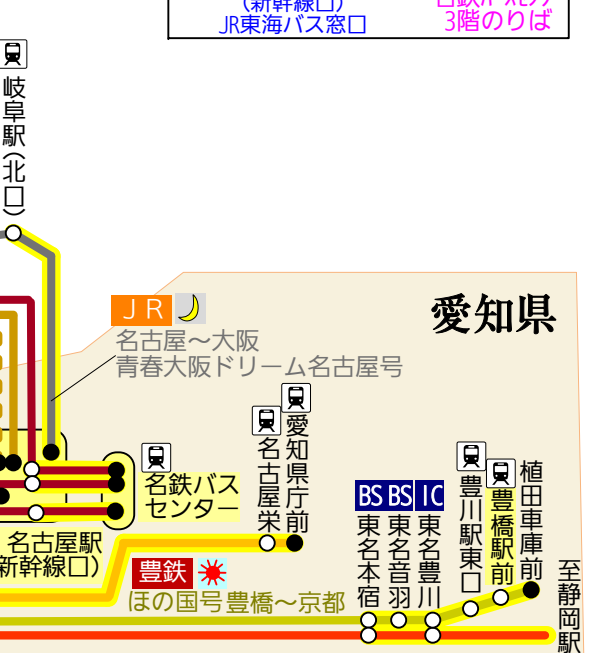 (新幹線口)
JR東海バス窓口
3階のりば
岐阜駅(北口)
ＪＲ
名古屋～大阪
青春大阪ドリーム名古屋号
愛知県
名鉄バス
センター
名古屋栄
愛知県庁前
名古屋駅
新幹線口)
豊鉄
ほの国号豊橋～京都
BS
東名本宿
BS
東名音羽
IC
東名豊川
豊川駅東口
豊橋駅前
植田車庫前
至静岡駅